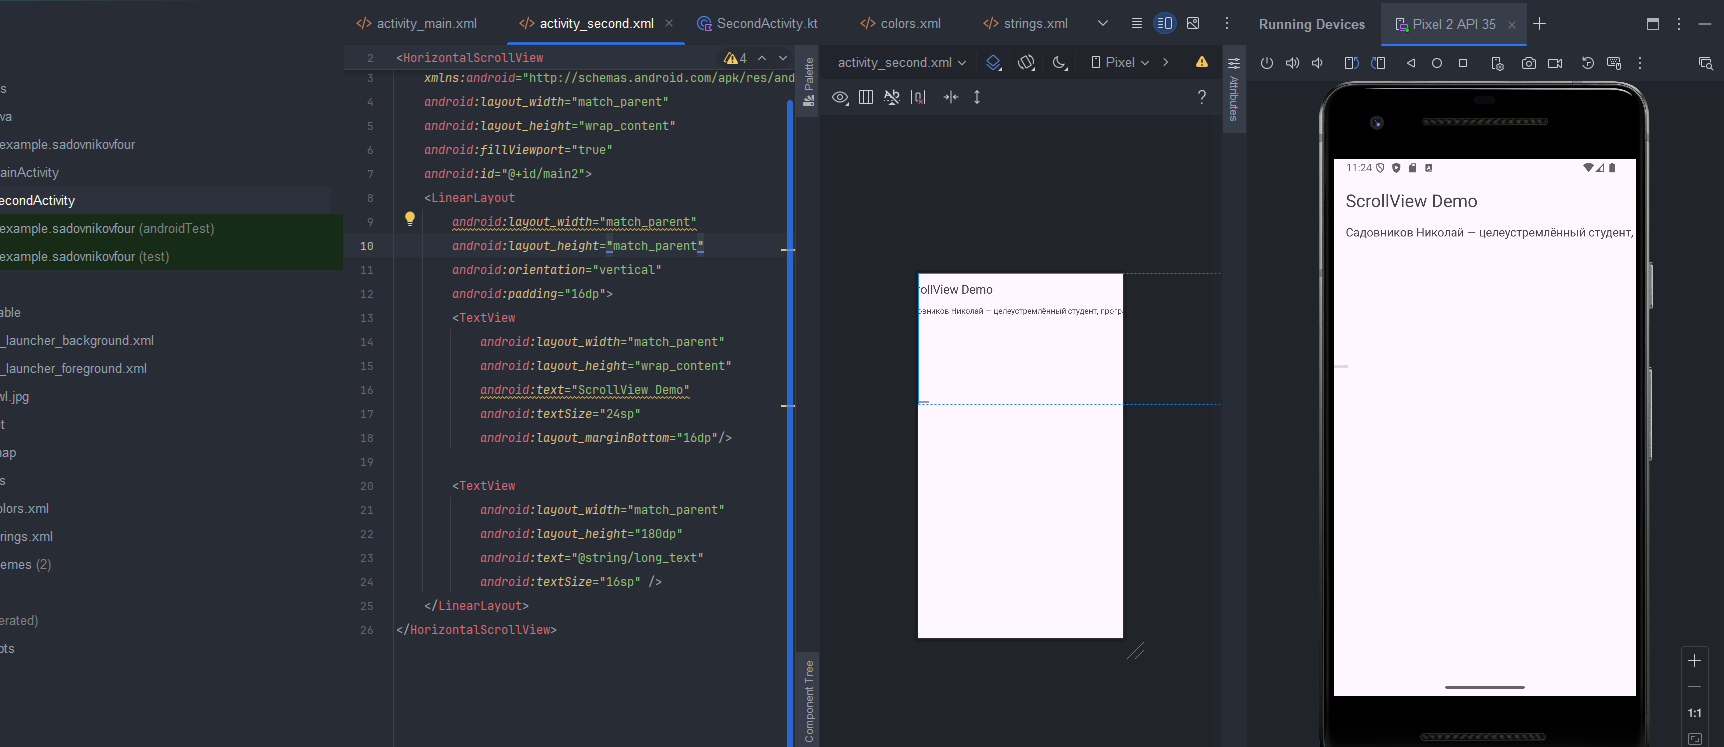 activity_main.xml
activity_second.xml
SecondActivity.kt
colors.xml
strings.xml
Running Devices
Pixel 2 API 35
s
va
example.sadovnikovfour
ainActivity
econdActivity
example.sadovnikovfour (androidTest)
example.sadovnikovfour (test)
able
_launcher_background.xml
_launcher_foreground.xml
wl.jpg
t
nap
s
olors.xml
rings.xml
emes (2)
erated)
pts
4
2 <HorizontalScrollView
3 xmlns:android="http://schemas.android.com/apk/res/and
4 android:layout_width="match_parent"
5 android:layout_height="wrap_content"
6 android:fillViewport="true"
7 android:id="@+id/main2">
8 <LinearLayout
9 android:layout_width="match_parent"
10 android:layout_height="match_parent"
11 android:orientation="vertical"
12 android:padding="16dp">
13 <TextView
14 android:layout_width="match_parent"
15 android:layout_height="wrap_content"
16 android:text="ScrollView Demo"
17 android:textSize="24sp"
18 android:layout_marginBottom="16dp"/>
19
20 <TextView
21 android:layout_width="match_parent"
22 android:layout_height="180dp"
23 android:text="@string/long_text"
24 android:textSize="16sp" />
25 </LinearLayout>
26 </HorizontalScrollView>
Palette
Component Tree
activity_second.xml
Pixel
?
Attributes
rollView Demo
овников Николай — целеустремлённый студент, прогр
11:24
ScrollView Demo
Садовников Николай — целеустремлённый студент,
1:1